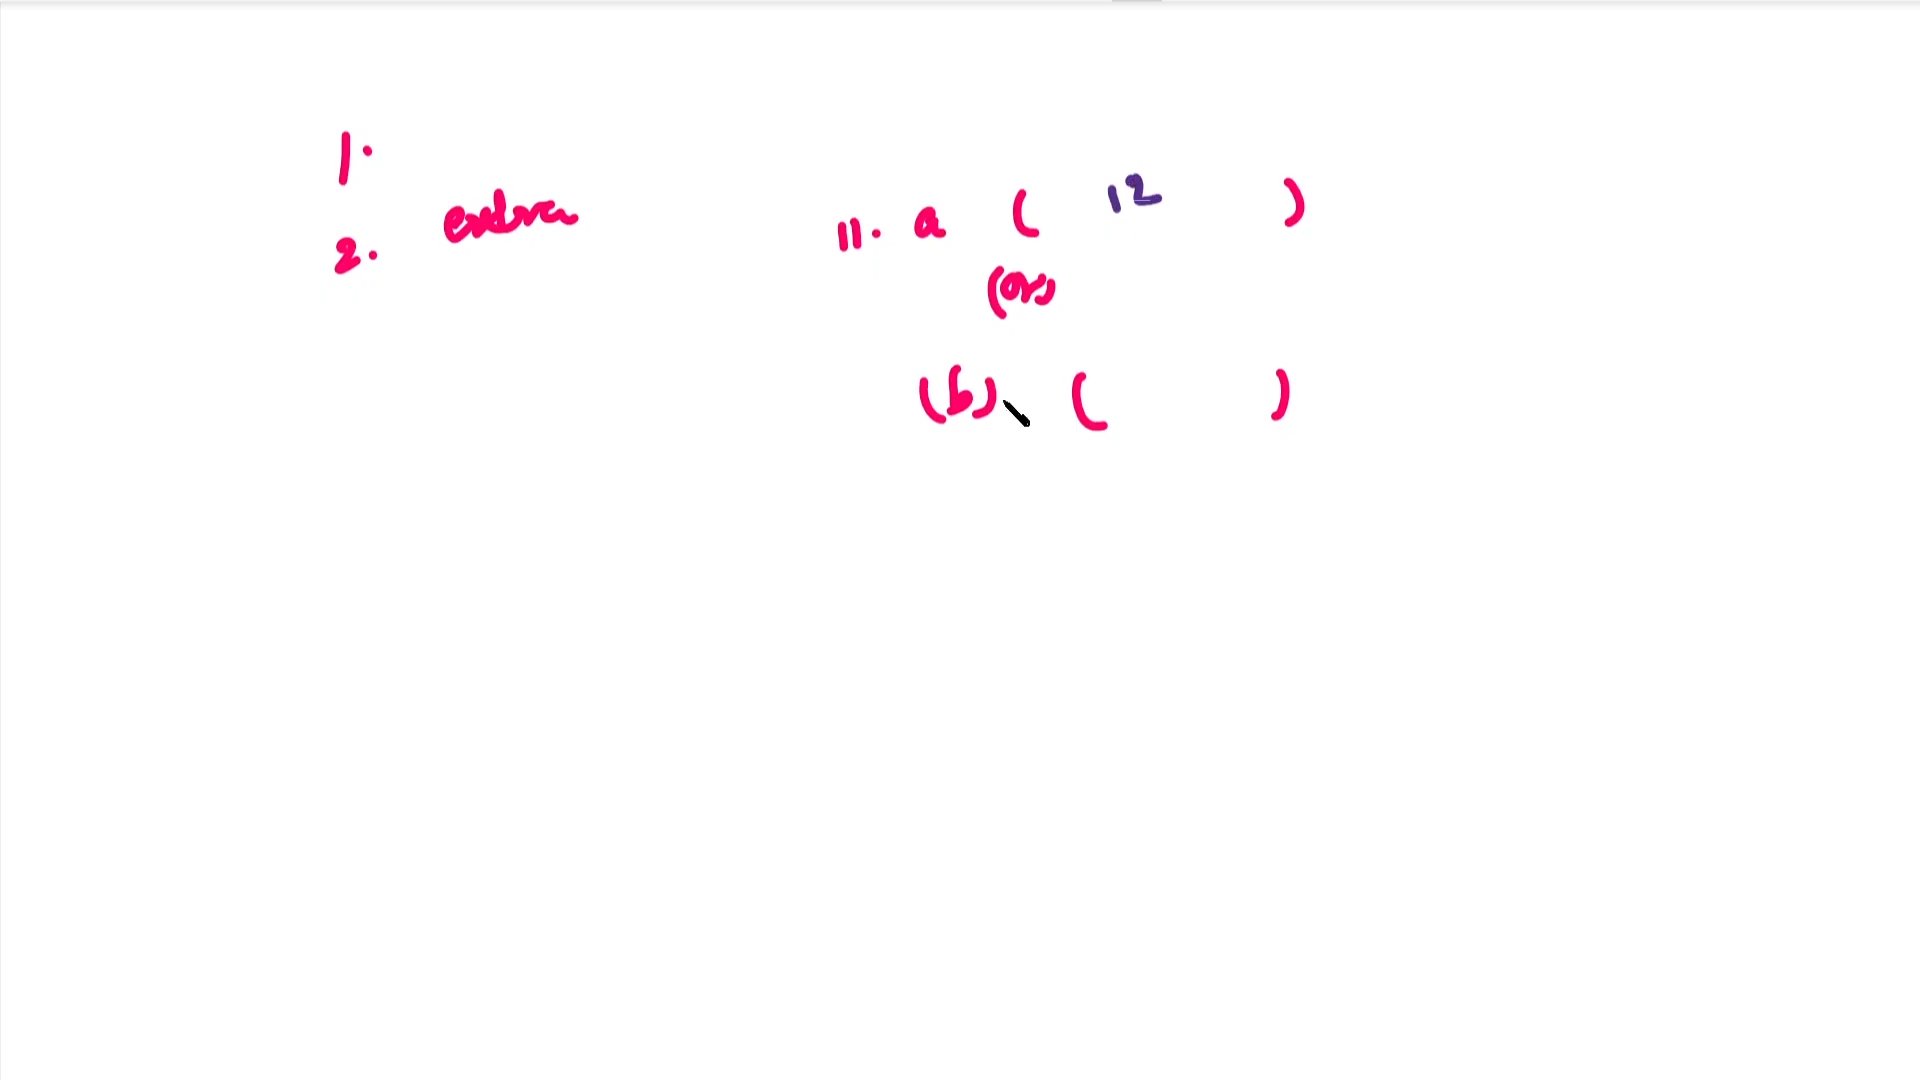 1.
2. extra
11. a ( 12 )
(or)
(b) ( )